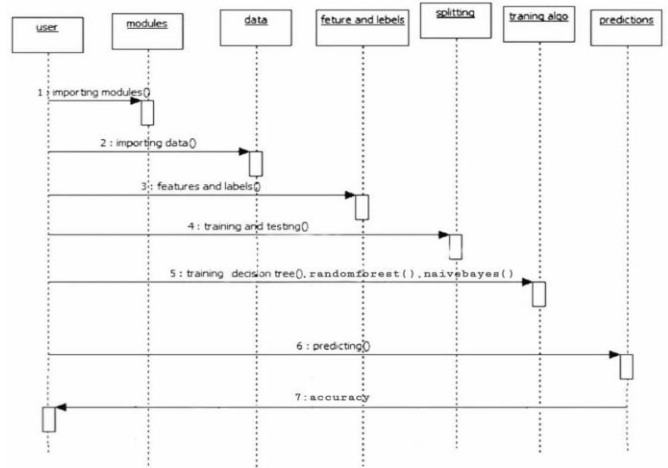 user
modules
data
feture and lebels
splitting
traning algo
predictions
1 : importing modules()
2 : importing data()
3 : features and labels()
4 : training and testing()
5 : training decision tree(), randomforest(),naivebayes()
6 : predicting()
7:accuracy